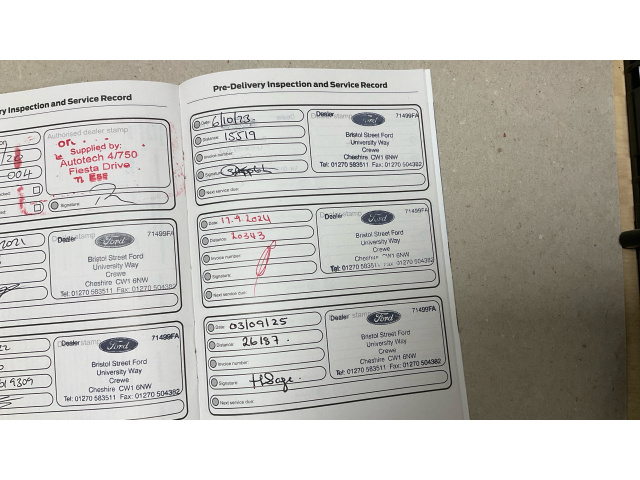 ry Inspection and Service Record
Authorised dealer stamp
Supplied by:
Autotech 4/750
Fiesta Drive
004
Signature:
2021
Dealer
71499FA
Ford
Bristol Street Ford
University Way
Crewe
Cheshire CW1 6NW
Tel: 01270 583511 Fax: 01270 504382
22
Dealer stamp
71499FA
Ford
Bristol Street Ford
University Way
Crewe
Cheshire CW1 6NW
Tel: 01270 583511 Fax: 01270 504382
Pre-Delivery Inspection and Service Record
Date: 6/10/23
Distance: 15519
Invoice number:
Signature:
Next service due:
Dealer
71499FA
Ford
Bristol Street Ford
University Way
Crewe
Cheshire CW1 6NW
Tel: 01270 583511 Fax: 01270 504382
Date: 17.9.2024
Distance: 20343
Invoice number:
Signature:
Next service due:
Dealer stamp
71499FA
Ford
Bristol Street Ford
University Way
Crewe
Cheshire CW1 6NW
Tel: 01270 583511 Fax: 01270 504382
Date: 03/09/25
Distance: 26187.
Invoice number:
Signature:
Next service due:
Dealer stamp
71499FA
Ford
Bristol Street Ford
University Way
Crewe
Cheshire CW1 6NW
Tel: 01270 583511 Fax: 01270 504382